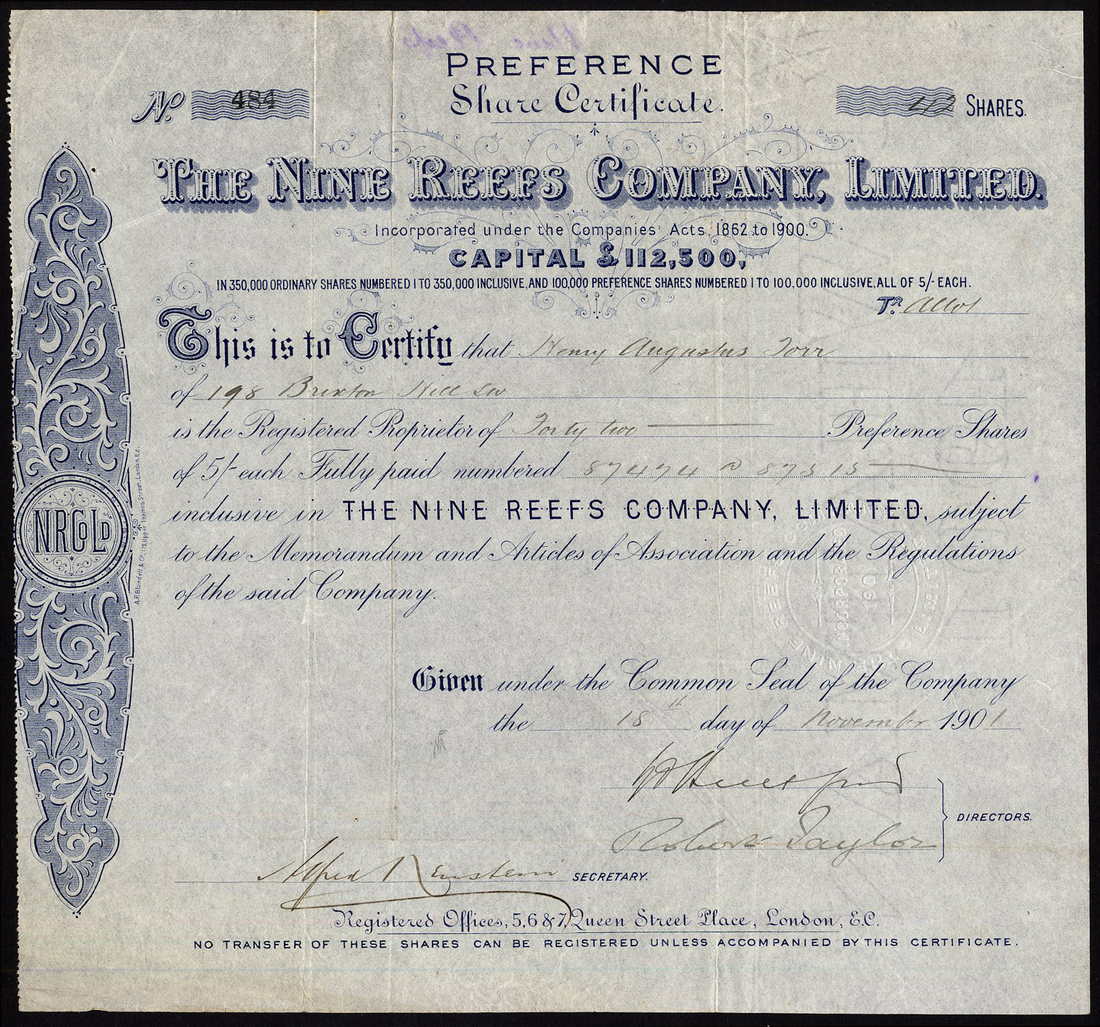 PREFERENCE
Share Certificate.
No. 484
42 SHARES.
THE NINE REEFS COMPANY, LIMITED.
Incorporated under the Companies' Acts, 1862 to 1900.
CAPITAL £112,500,
IN 350,000 ORDINARY SHARES NUMBERED 1 TO 350,000 INCLUSIVE, AND 100,000 PREFERENCE SHARES NUMBERED 1 TO 100,000 INCLUSIVE, ALL OF 5/- EACH.
Tr. Allot
This is to Certify that Henry Augustus Torr
of 198 Brixton Hill SW
is the Registered Proprietor of Forty two Preference Shares
of 5/- each Fully paid numbered 87474 @ 87515
inclusive in THE NINE REEFS COMPANY, LIMITED, subject
to the Memorandum and Articles of Association and the Regulations
of the said Company.
NRCoLD
Given under the Common Seal of the Company
the 18th day of November 1901
DIRECTORS.
Robert Taylor
Alfred SECRETARY.
Registered Offices, 5, 6 & 7, Queen Street Place, London, E.C.
NO TRANSFER OF THESE SHARES CAN BE REGISTERED UNLESS ACCOMPANIED BY THIS CERTIFICATE.